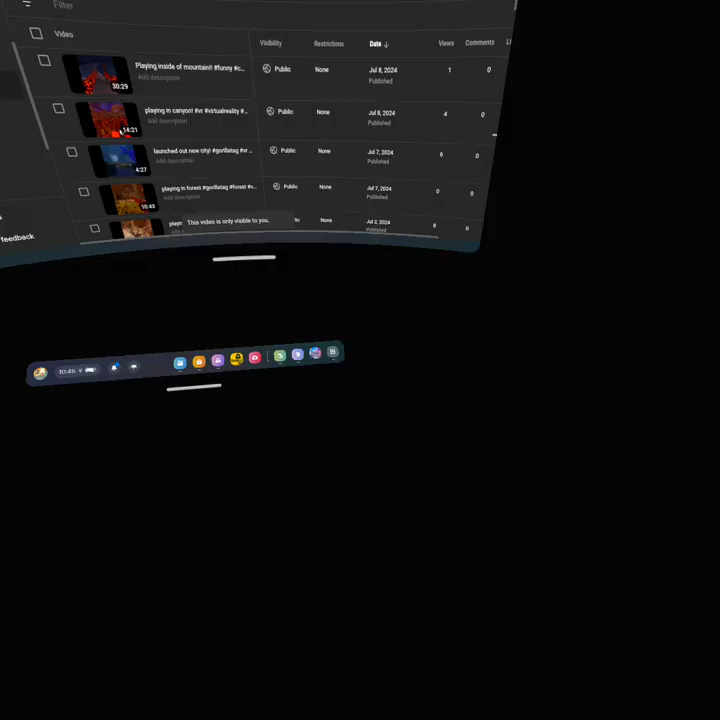 Filter
Video
Visibility
Restrictions
Date ↓
Views
Comments
Playing inside of mountain!! #funny #c...
Add description
30:29
Public
None
Jul 8, 2024
Published
1
0
playing in canyon! #vr #virtualreality #...
Add description
14:21
Public
None
Jul 8, 2024
Published
4
0
launched out new city! #gorillatag #vr ...
Add description
4:27
Public
None
Jul 7, 2024
Published
6
0
playing in forest #gorillatag #forest #v...
Add description
10:43
Public
None
Jul 7, 2024
Published
0
0
playe
This video is only visible to you.
None
Jul 2, 2024
Published
8
0
feedback
10:46